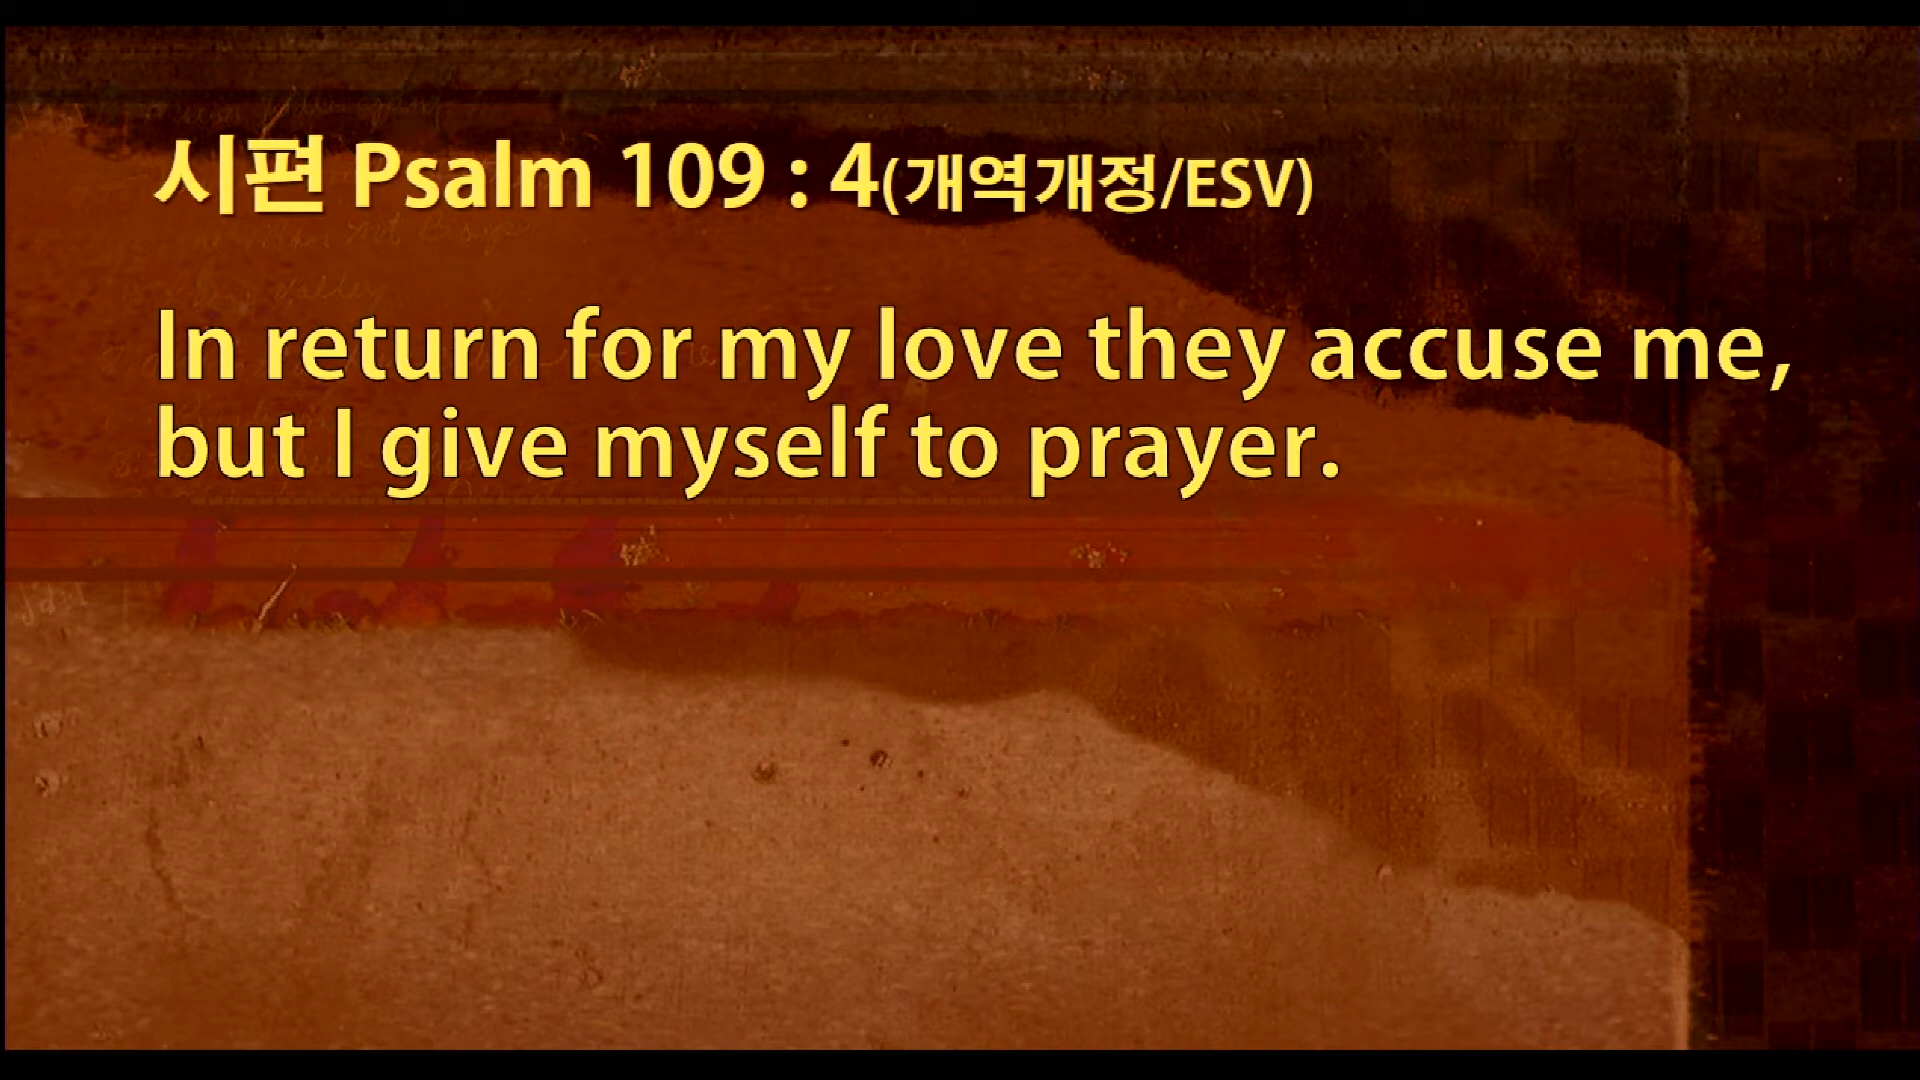 시편 Psalm 109 : 4(개역개정/ESV)
In return for my love they accuse me,
but I give myself to prayer.